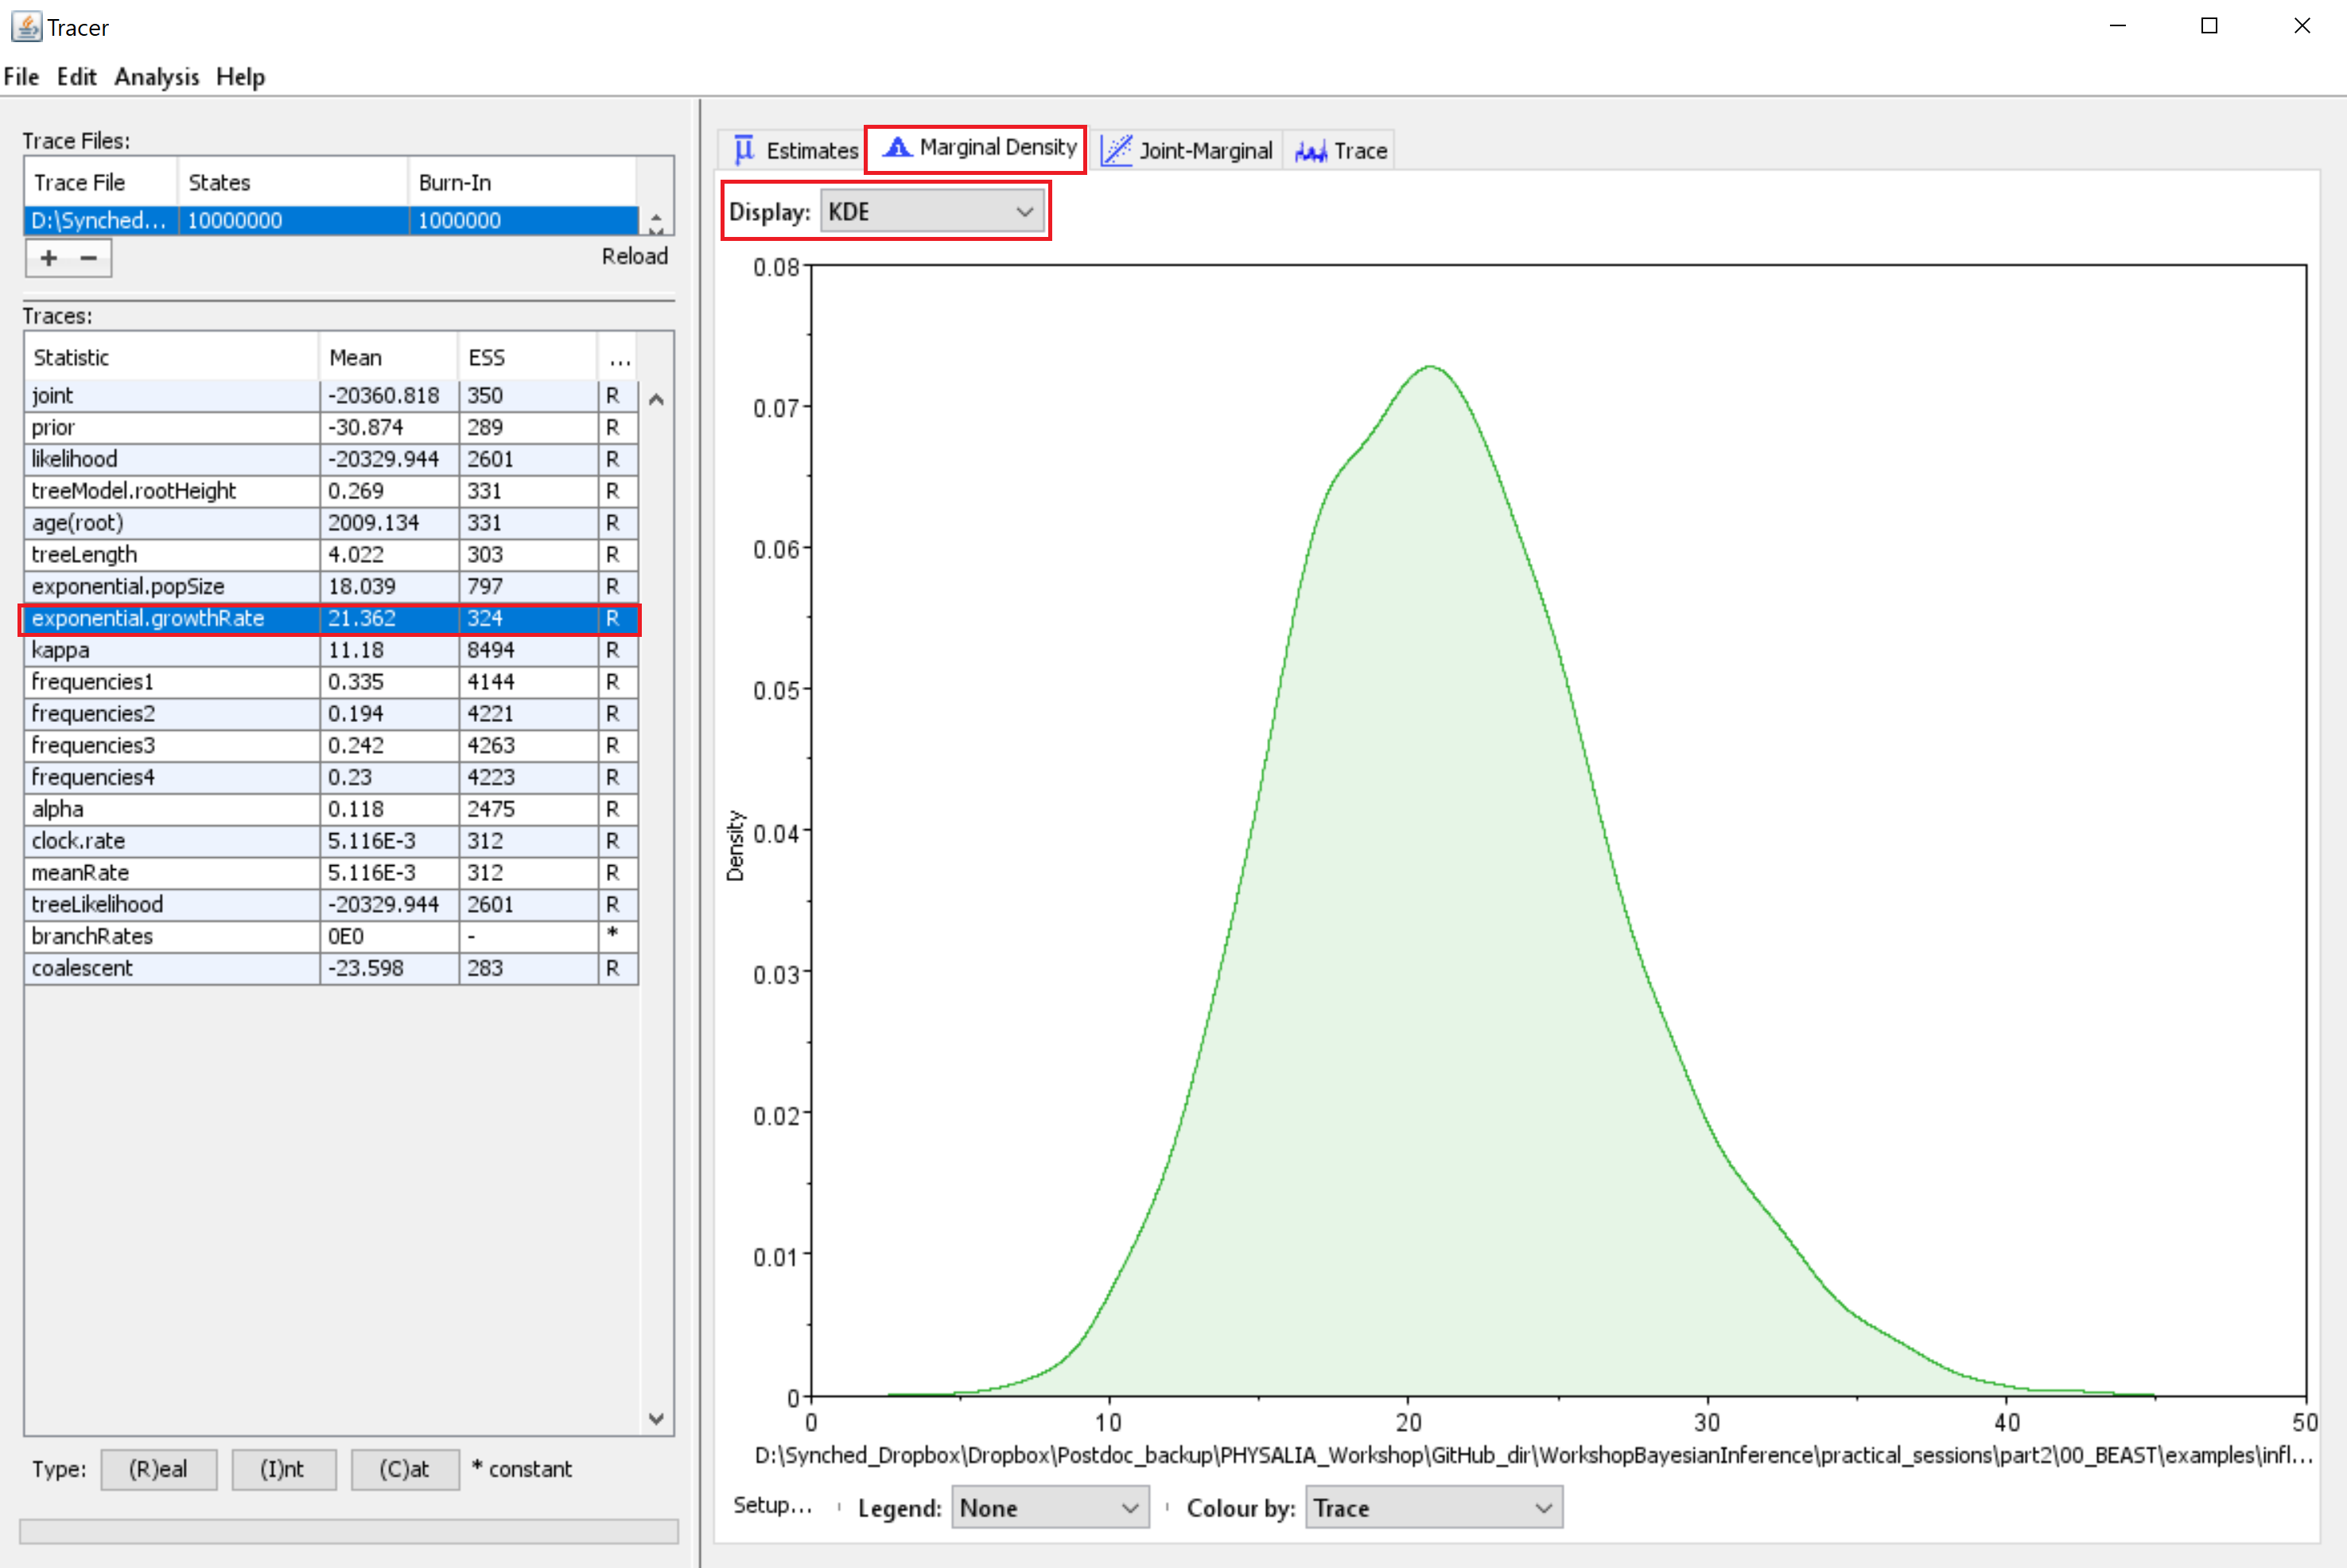 Tracer
File Edit Analysis Help
Trace Files:
Trace File States Burn-In
D:\Synched... 10000000 1000000
+ −
Reload
Traces:
Statistic Mean ESS ...
joint -20360.818 350 R
prior -30.874 289 R
likelihood -20329.944 2601 R
treeModel.rootHeight 0.269 331 R
age(root) 2009.134 331 R
treeLength 4.022 303 R
exponential.popSize 18.039 797 R
exponential.growthRate 21.362 324 R
kappa 11.18 8494 R
frequencies1 0.335 4144 R
frequencies2 0.194 4221 R
frequencies3 0.242 4263 R
frequencies4 0.23 4223 R
alpha 0.118 2475 R
clock.rate 5.116E-3 312 R
meanRate 5.116E-3 312 R
treeLikelihood -20329.944 2601 R
branchRates 0E0 - *
coalescent -23.598 283 R
Type: (R)eal (I)nt (C)at * constant
Estimates Marginal Density Joint-Marginal Trace
Display: KDE
0.08
0.07
0.06
0.05
0.04
0.03
0.02
0.01
0
Density
0 10 20 30 40 50
D:\Synched_Dropbox\Dropbox\Postdoc_backup\PHYSALIA_Workshop\GitHub_dir\WorkshopBayesianInference\practical_sessions\part2\00_BEAST\examples\infl...
Setup... Legend: None Colour by: Trace